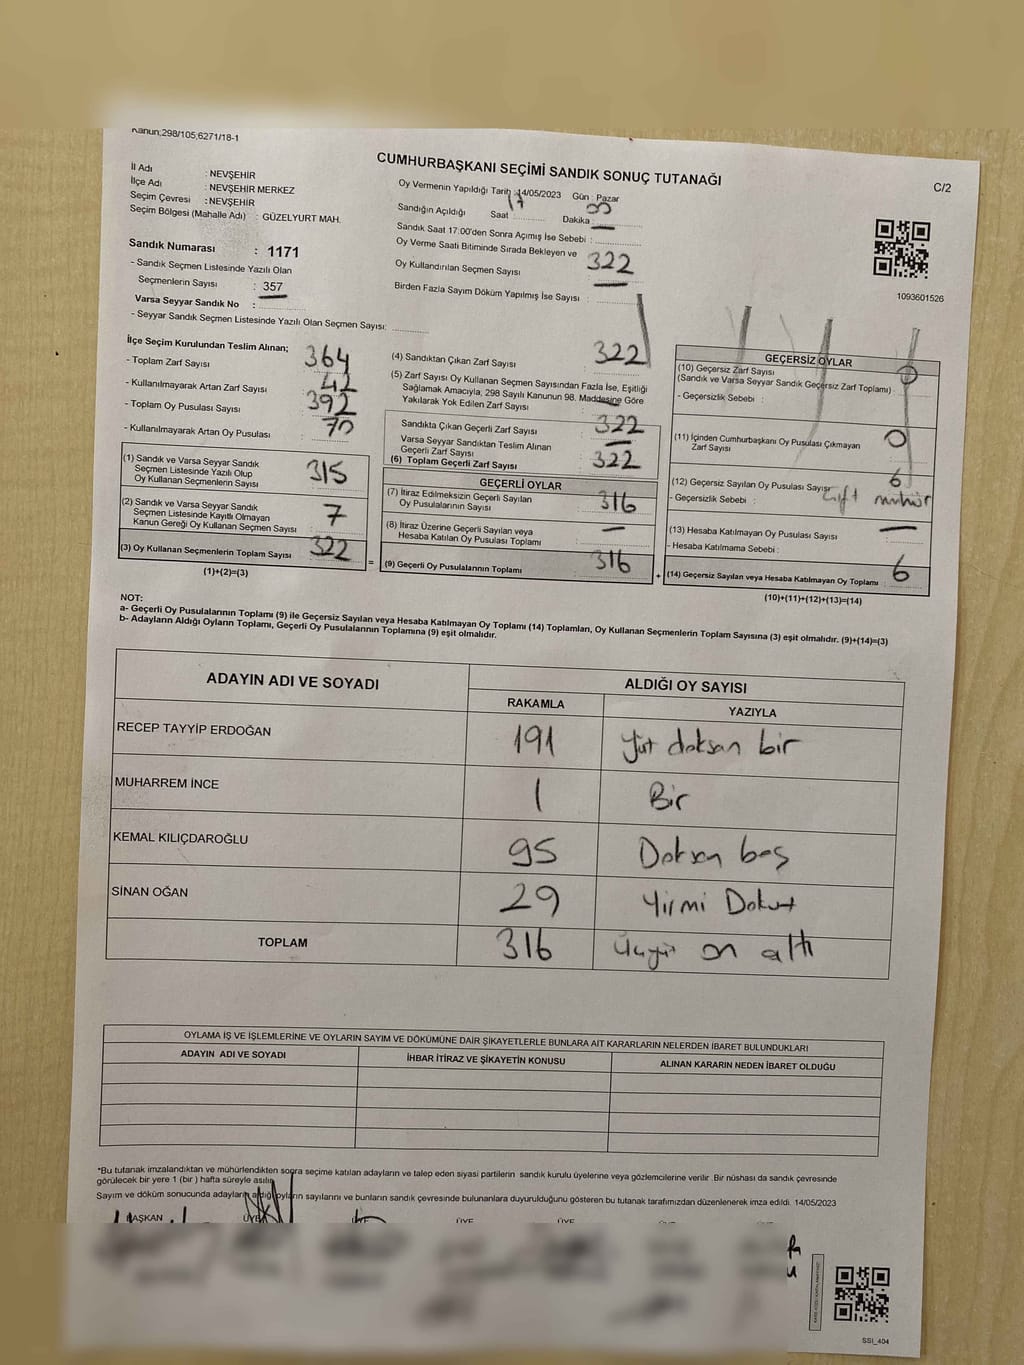 Kanun;298/105;6271/18-1
CUMHURBAŞKANI SEÇİMİ SANDIK SONUÇ TUTANAĞI
C/2
İl Adı : NEVŞEHİR
İlçe Adı : NEVŞEHİR MERKEZ
Seçim Çevresi : NEVŞEHİR
Seçim Bölgesi (Mahalle Adı) : GÜZELYURT MAH.
Sandık Numarası : 1171
- Sandık Seçmen Listesinde Yazılı Olan
Seçmenlerin Sayısı : 357
Varsa Seyyar Sandık No :
- Seyyar Sandık Seçmen Listesinde Yazılı Olan Seçmen Sayısı:
Oy Vermenin Yapıldığı Tarih :14/05/2023 Gün : Pazar
Sandığın Açıldığı Saat : 17 Dakika : 00
Sandık Saat 17:00'den Sonra Açımış İse Sebebi :
Oy Verme Saati Bitiminde Sırada Bekleyen ve
Oy Kullandırılan Seçmen Sayısı : 322
Birden Fazla Sayım Döküm Yapılmış İse Sayısı :
1093601526
İlçe Seçim Kurulundan Teslim Alınan;
- Toplam Zarf Sayısı : 364
- Kullanılmayarak Artan Zarf Sayısı : 42
- Toplam Oy Pusulası Sayısı : 392
- Kullanılmayarak Artan Oy Pusulası : 70
(1) Sandık ve Varsa Seyyar Sandık
Seçmen Listesinde Yazılı Olup
Oy Kullanan Seçmenlerin Sayısı : 315
(2) Sandık ve Varsa Seyyar Sandık
Seçmen Listesinde Kayıtlı Olmayan
Kanun Gereği Oy Kullanan Seçmen Sayısı : 7
(3) Oy Kullanan Seçmenlerin Toplam Sayısı : 322
(1)+(2)=(3)
(4) Sandıktan Çıkan Zarf Sayısı : 322
(5) Zarf Sayısı Oy Kullanan Seçmen Sayısından Fazla İse, Eşitliği
Sağlamak Amacıyla, 298 Sayılı Kanunun 98. Maddesine Göre
Yakılarak Yok Edilen Zarf Sayısı
Sandıkta Çıkan Geçerli Zarf Sayısı : 322
Varsa Seyyar Sandıktan Teslim Alınan
Geçerli Zarf Sayısı : —
(6) Toplam Geçerli Zarf Sayısı : 322
=
GEÇERLİ OYLAR
(7) İtiraz Edilmeksizin Geçerli Sayılan
Oy Pusulalarının Sayısı : 316
(8) İtiraz Üzerine Geçerli Sayılan veya
Hesaba Katılan Oy Pusulası Toplamı : —
(9) Geçerli Oy Pusulalarının Toplamı : 316
+
GEÇERSİZ OYLAR
(10) Geçersiz Zarf Sayısı
(Sandık ve Varsa Seyyar Sandık Geçersiz Zarf Toplamı) : 0
- Geçersizlik Sebebi :
(11) İçinden Cumhurbaşkanı Oy Pusulası Çıkmayan
Zarf Sayısı : 0
(12) Geçersiz Sayılan Oy Pusulası Sayısı : 6
- Geçersizlik Sebebi : Çift mühür
(13) Hesaba Katılmayan Oy Pusulası Sayısı : —
- Hesaba Katılmama Sebebi :
(14) Geçersiz Sayılan veya Hesaba Katılmayan Oy Toplamı : 6
(10)+(11)+(12)+(13)=(14)
NOT:
a- Geçerli Oy Pusulalarının Toplamı (9) ile Geçersiz Sayılan veya Hesaba Katılmayan Oy Toplamı (14) Toplamları, Oy Kullanan Seçmenlerin Toplam Sayısına (3) eşit olmalıdır. (9)+(14)=(3)
b- Adayların Aldığı Oyların Toplamı, Geçerli Oy Pusulalarının Toplamına (9) eşit olmalıdır.
ADAYIN ADI VE SOYADI ALDIĞI OY SAYISI
RAKAMLA YAZIYLA
RECEP TAYYİP ERDOĞAN 191 Yüz doksan bir
MUHARREM İNCE 1 Bir
KEMAL KILIÇDAROĞLU 95 Doksan beş
SİNAN OĞAN 29 Yirmi Dokuz
TOPLAM 316 Üçyüz on altı
OYLAMA İŞ VE İŞLEMLERİNE VE OYLARIN SAYIM VE DÖKÜMÜNE DAİR ŞİKAYETLERLE BUNLARA AİT KARARLARIN NELERDEN İBARET BULUNDUKLARI
ADAYIN ADI VE SOYADI İHBAR İTİRAZ VE ŞİKAYETİN KONUSU ALINAN KARARIN NEDEN İBARET OLDUĞU
*Bu tutanak imzalandıktan ve mühürlendikten sonra seçime katılan adayların ve talep eden siyasi partilerin sandık kurulu üyelerine veya gözlemcilerine verilir. Bir nüshası da sandık çevresinde
görülecek bir yere 1 (bir) hafta süreyle asılır.
Sayım ve döküm sonucunda adayların aldığı oyların sayılarını ve bunların sandık çevresinde bulunanlara duyurulduğunu gösteren bu tutanak tarafımızdan düzenlenerek imza edildi. 14/05/2023
BAŞKAN ÜYE ÜYE ÜYE ÜYE
SSI_404